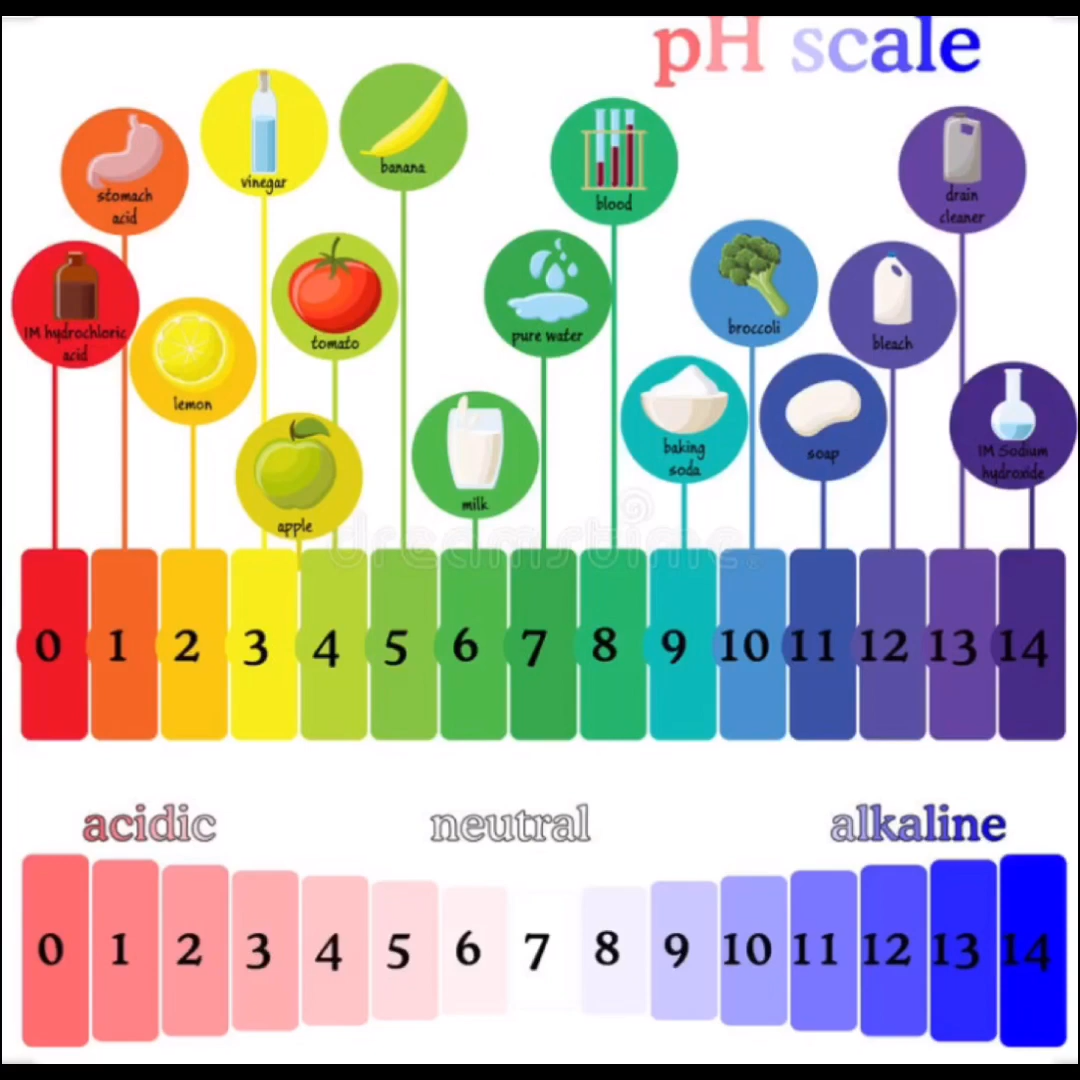 pH scale
vinegar
banana
stomach
acid
blood
drain
cleaner
1M hydrochloric
acid
lemon
tomato
pure water
broccoli
bleach
apple
milk
baking
soda
soap
1M Sodium
hydroxide
dreamstime.
0 1 2 3 4 5 6 7 8 9 10 11 12 13 14
acidic neutral alkaline
0 1 2 3 4 5 6 7 8 9 10 11 12 13 14